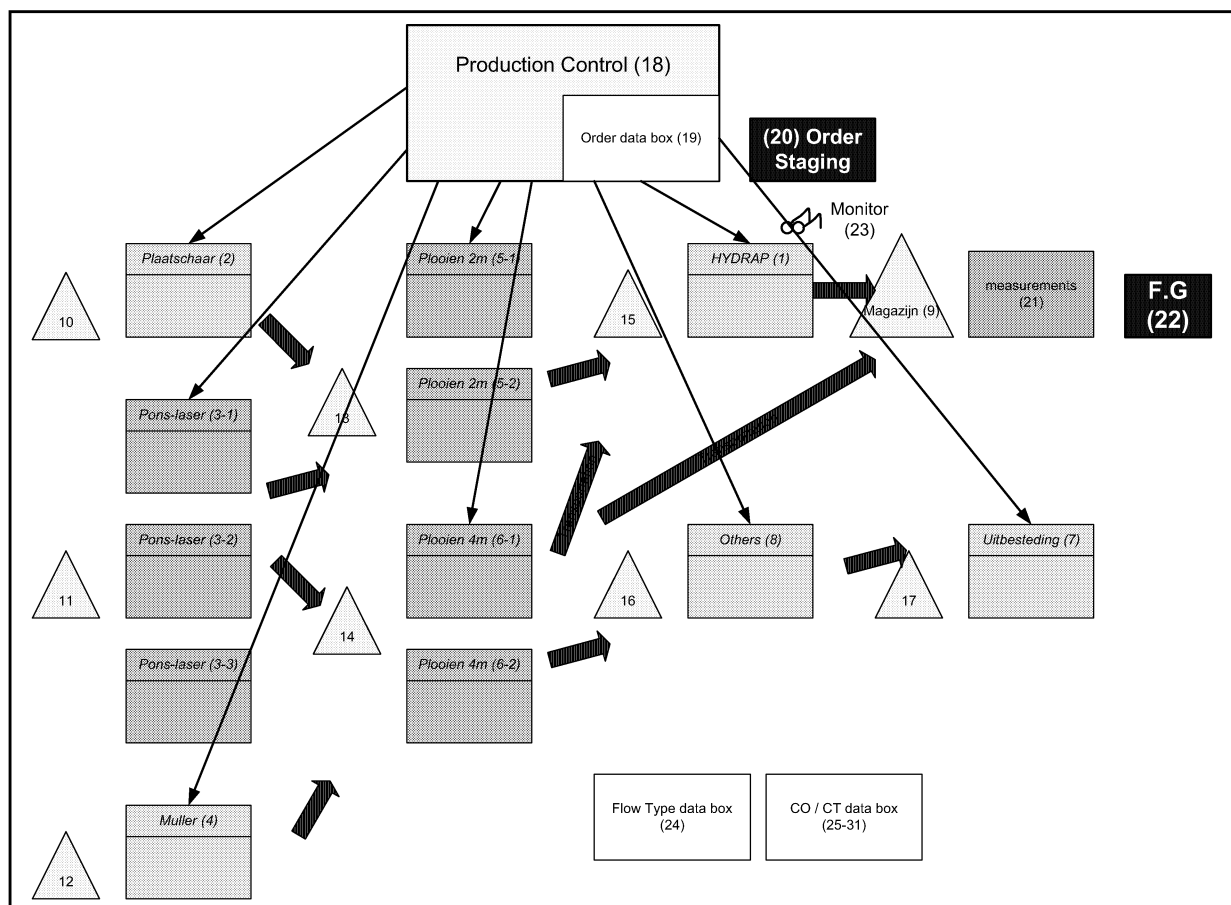 Production Control (18)
Order data box (19)
(20) Order
Staging
Monitor
(23)
Plaatschaar (2)
Plooien 2m (5-1)
HYDRAP (1)
10
15
Magazijn (9)
measurements
(21)
F.G
(22)
Plooien 2m (5-2)
Pons-laser (3-1)
13
Pons-laser (3-2)
Plooien 4m (6-1)
Others (8)
Uitbesteding (7)
11
14
16
17
Pons-laser (3-3)
Plooien 4m (6-2)
Muller (4)
12
Flow Type data box
(24)
CO / CT data box
(25-31)